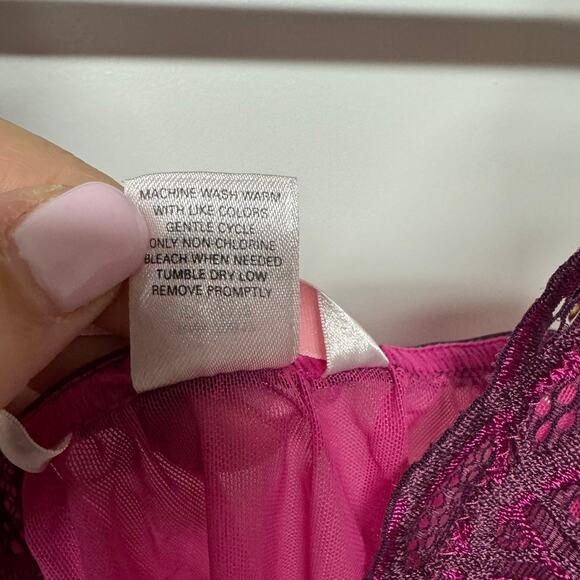 MACHINE WASH WARM
WITH LIKE COLORS
GENTLE CYCLE
ONLY NON-CHLORINE
BLEACH WHEN NEEDED
TUMBLE DRY LOW
REMOVE PROMPTLY